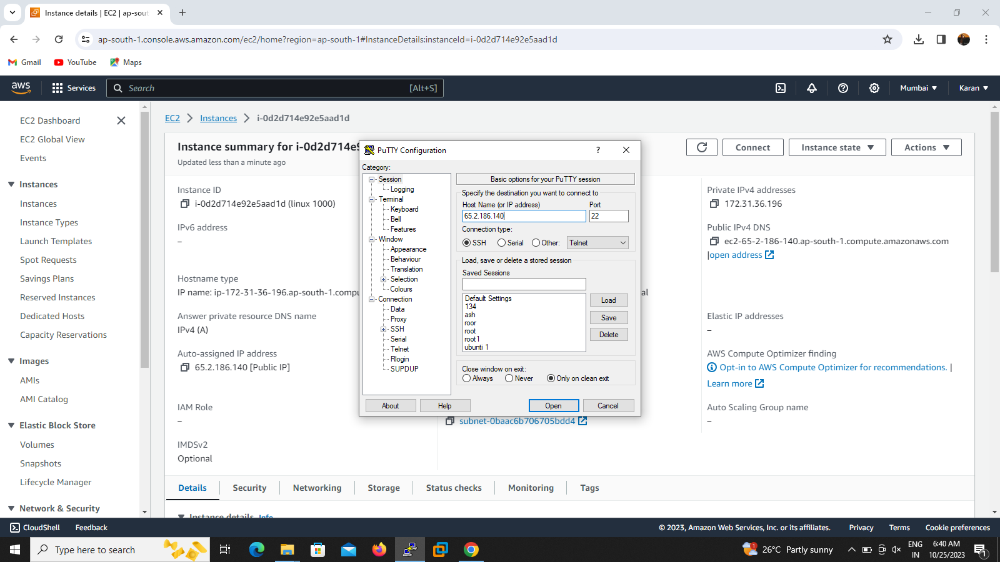 Instance details | EC2 | ap-sout
ap-south-1.console.aws.amazon.com/ec2/home?region=ap-south-1#InstanceDetails:instanceId=i-0d2d714e92e5aad1d
Gmail
YouTube
Maps
aws
Services
Search
[Alt+S]
Mumbai
Karan
EC2 Dashboard
EC2 Global View
Events
Instances
Instances
Instance Types
Launch Templates
Spot Requests
Savings Plans
Reserved Instances
Dedicated Hosts
Capacity Reservations
Images
AMIs
AMI Catalog
Elastic Block Store
Volumes
Snapshots
Lifecycle Manager
Network & Security
EC2
Instances
i-0d2d714e92e5aad1d
Instance summary for i-0d2d714e9
Updated less than a minute ago
Connect
Instance state
Actions
Instance ID
i-0d2d714e92e5aad1d (linux 1000)
IPv6 address
–
Hostname type
IP name: ip-172-31-36-196.ap-south-1.compu
Answer private resource DNS name
IPv4 (A)
Auto-assigned IP address
65.2.186.140 [Public IP]
IAM Role
–
IMDSv2
Optional
PuTTY Configuration
?
Category:
Session
Logging
Terminal
Keyboard
Bell
Features
Window
Appearance
Behaviour
Translation
Selection
Colours
Connection
Data
Proxy
SSH
Serial
Telnet
Rlogin
SUPDUP
Basic options for your PuTTY session
Specify the destination you want to connect to
Host Name (or IP address)
Port
65.2.186.140
22
Connection type:
SSH
Serial
Other:
Telnet
Load, save or delete a stored session
Saved Sessions
Default Settings
134
ash
roor
root
root1
ubunti 1
Load
Save
Delete
Close window on exit:
Always
Never
Only on clean exit
About
Help
Open
Cancel
al
subnet-0baac6b706705bdd4
Private IPv4 addresses
172.31.36.196
Public IPv4 DNS
ec2-65-2-186-140.ap-south-1.compute.amazonaws.com
|open address
Elastic IP addresses
–
AWS Compute Optimizer finding
Opt-in to AWS Compute Optimizer for recommendations. |
Learn more
Auto Scaling Group name
–
Details
Security
Networking
Storage
Status checks
Monitoring
Tags
Instance details Info
CloudShell
Feedback
© 2023, Amazon Web Services, Inc. or its affiliates.
Privacy
Terms
Cookie preferences
Type here to search
1
26°C Partly sunny
ENG
IN
6:40 AM
10/25/2023
1